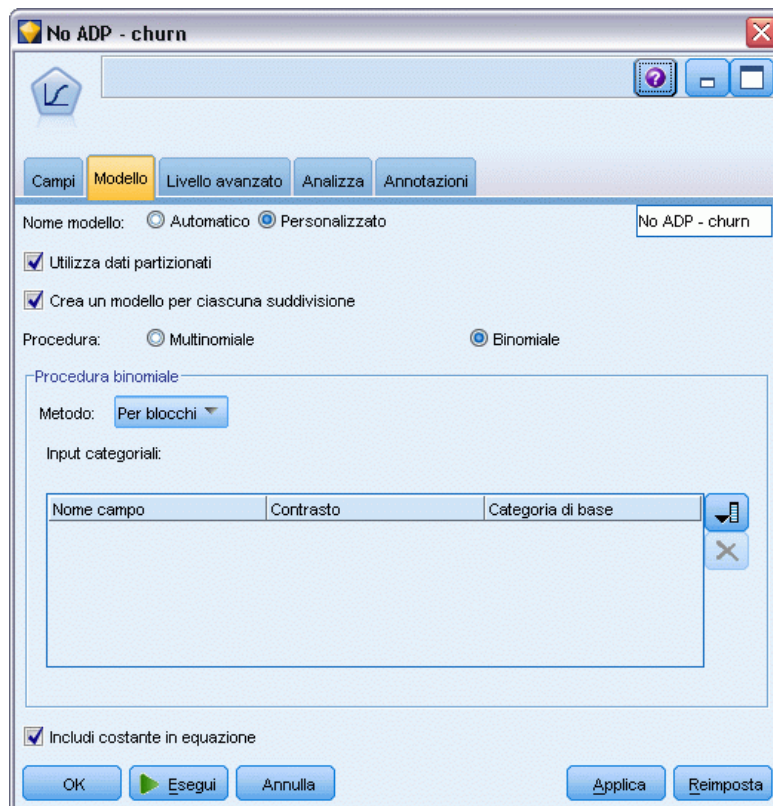 No ADP - churn
Campi Modello Livello avanzato Analizza Annotazioni
Nome modello: Automatico Personalizzato No ADP - churn
Utilizza dati partizionati
Crea un modello per ciascuna suddivisione
Procedura: Multinomiale Binomiale
Procedura binomiale
Metodo: Per blocchi
Input categoriali:
Nome campo Contrasto Categoria di base
Includi costante in equazione
OK Esegui Annulla Applica Reimposta